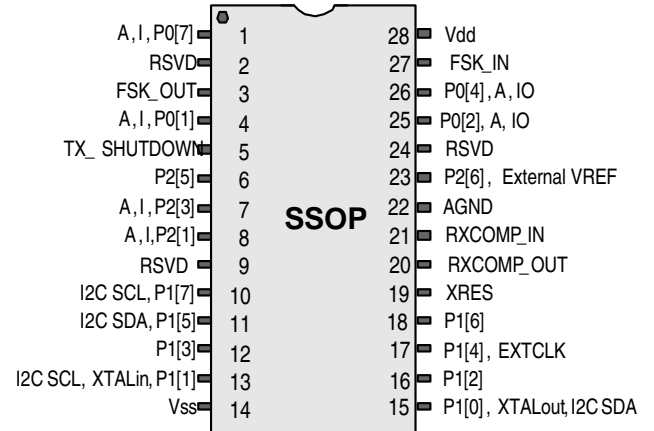 A, I, P0[7] 1 28 Vdd
RSVD 2 27 FSK_IN
FSK_OUT 3 26 P0[4], A, IO
A, I, P0[1] 4 25 P0[2], A, IO
TX_ SHUTDOWN 5 24 RSVD
P2[5] 6 23 P2[6], External VREF
A, I, P2[3] 7 SSOP 22 AGND
A, I,P2[1] 8 21 RXCOMP_IN
RSVD 9 20 RXCOMP_OUT
I2C SCL, P1[7] 10 19 XRES
I2C SDA, P1[5] 11 18 P1[6]
P1[3] 12 17 P1[4], EXTCLK
I2C SCL, XTALin, P1[1] 13 16 P1[2]
Vss 14 15 P1[0], XTALout, I2C SDA